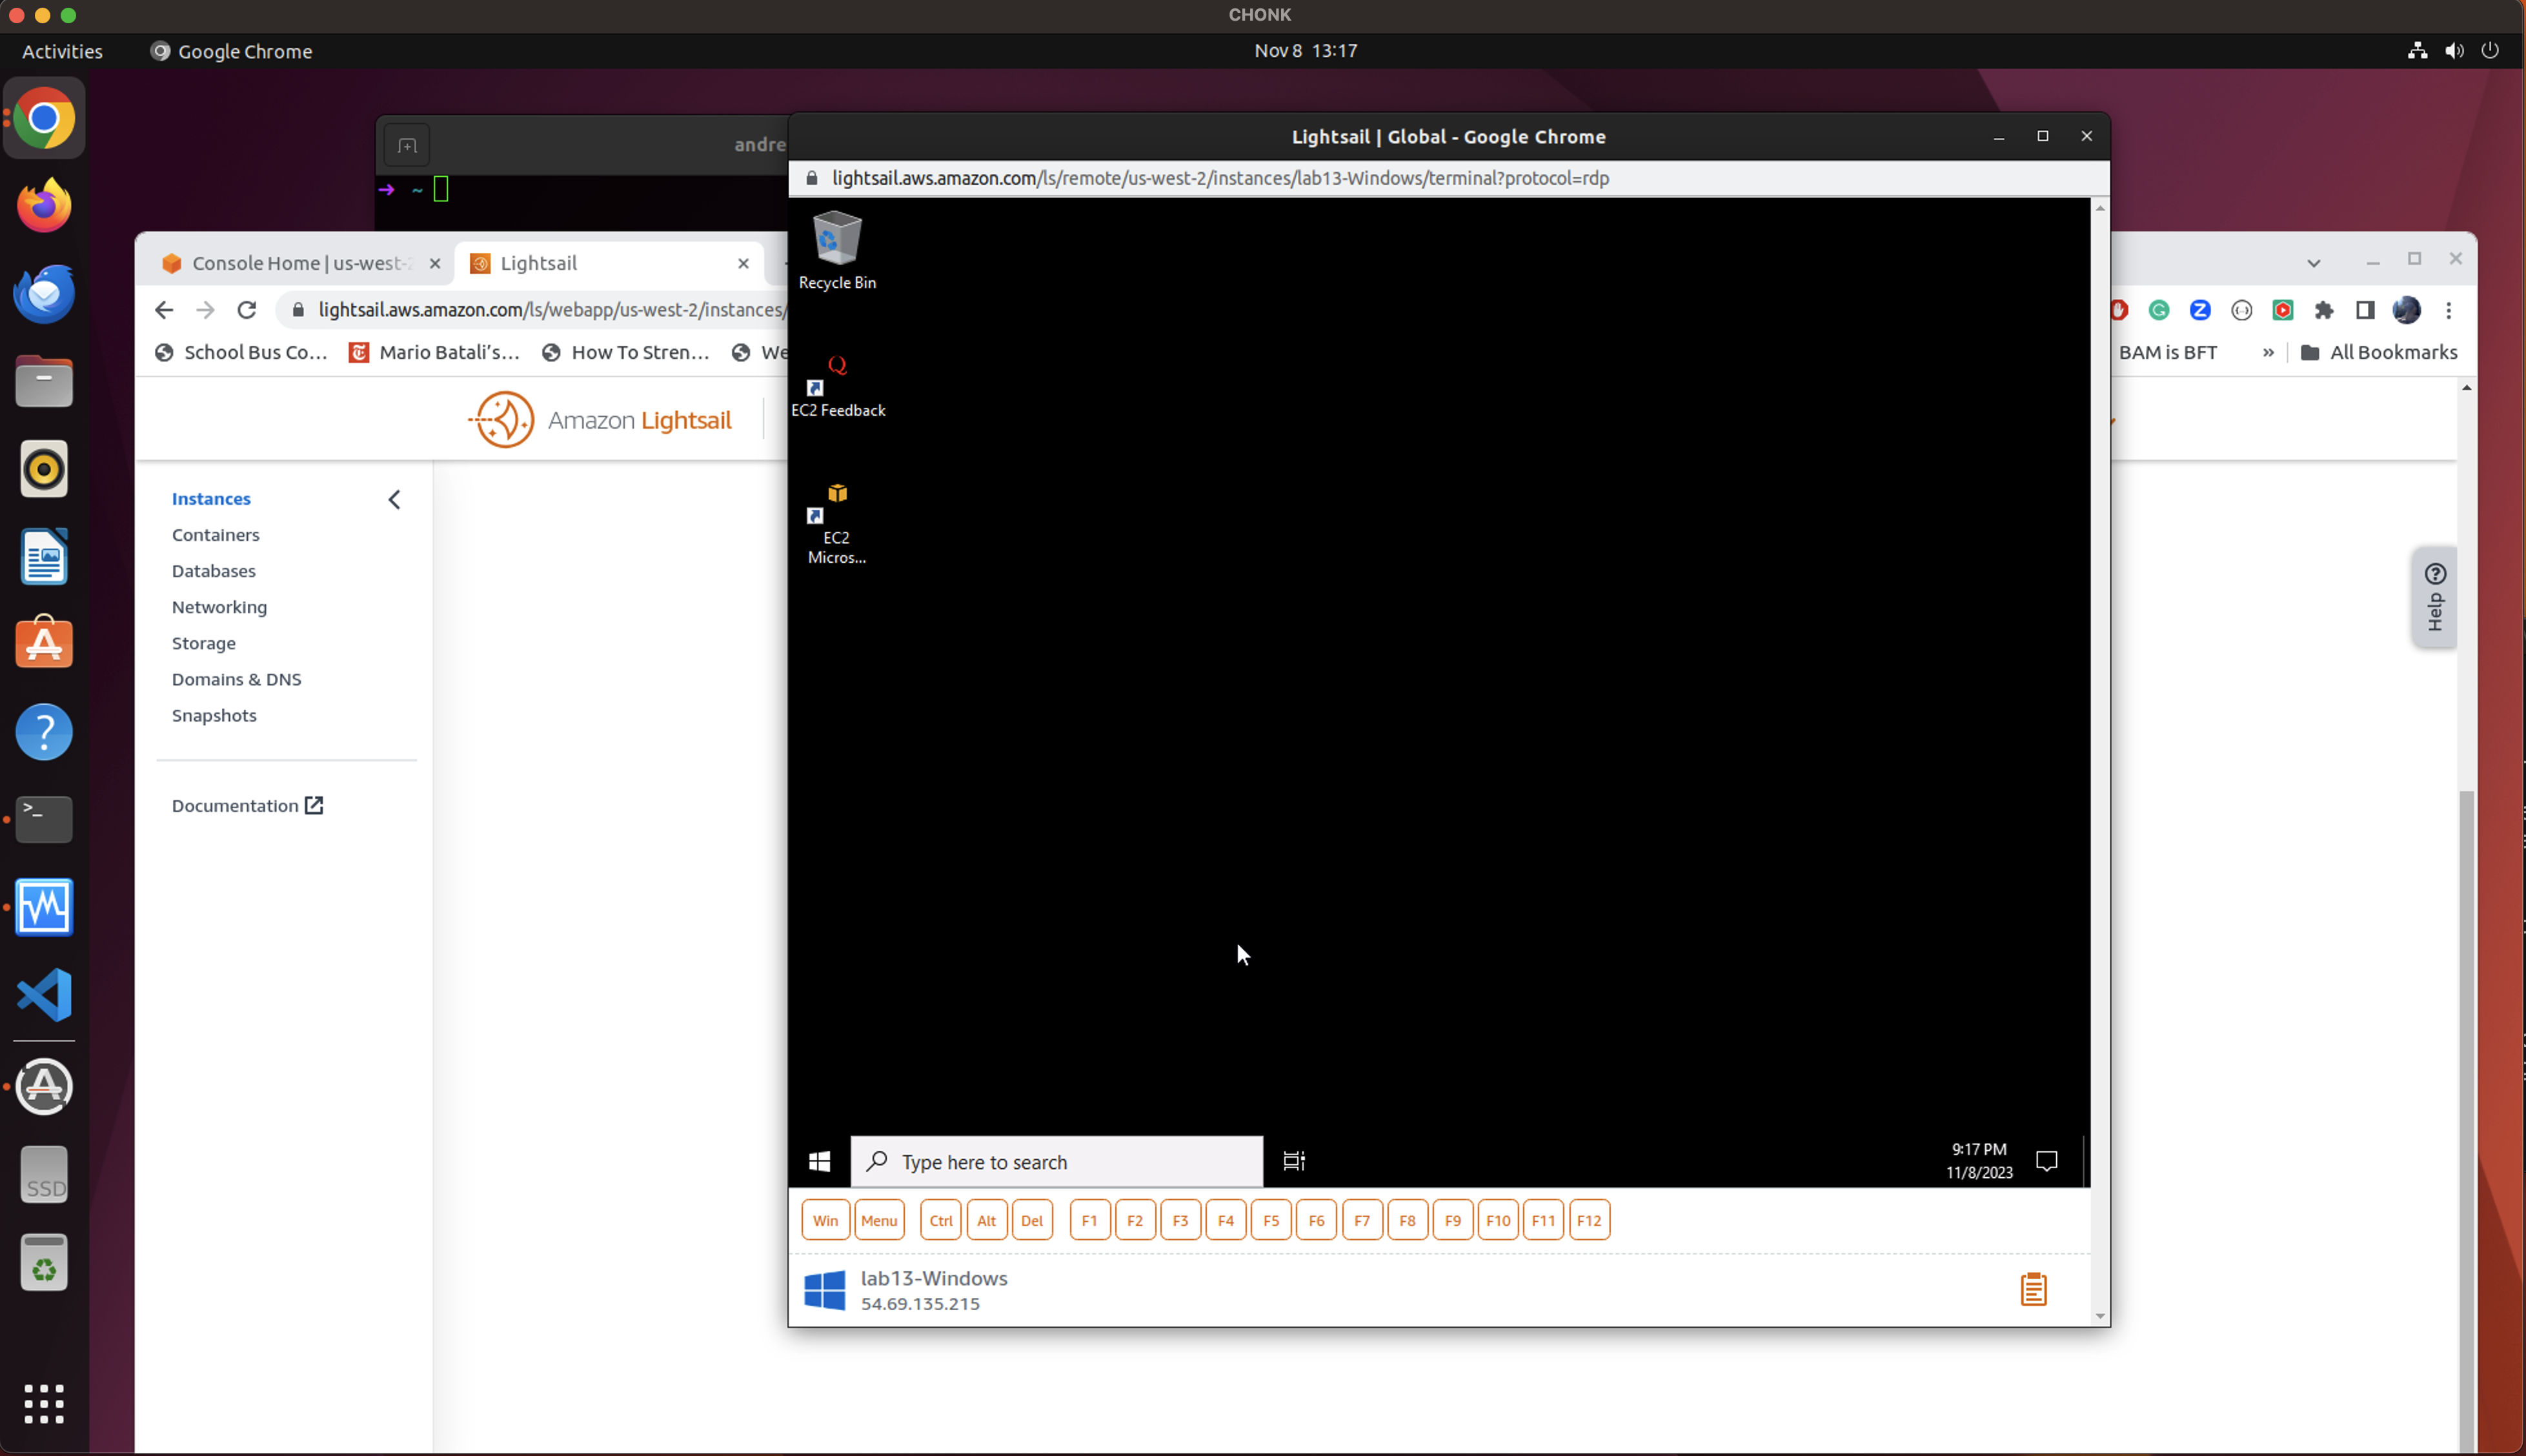 CHONK
Activities
Google Chrome
Nov 8 13:17
andre
Lightsail | Global - Google Chrome
lightsail.aws.amazon.com/ls/remote/us-west-2/instances/lab13-Windows/terminal?protocol=rdp
➜ ~
Console Home | us-west-
Lightsail
lightsail.aws.amazon.com/ls/webapp/us-west-2/instances/
School Bus Co...
Mario Batali's...
How To Stren...
We
BAM is BFT
»
All Bookmarks
Amazon Lightsail
Instances
Containers
Databases
Networking
Storage
Domains & DNS
Snapshots
Documentation
Recycle Bin
EC2 Feedback
EC2
Micros...
Help
SSD
Type here to search
9:17 PM
11/8/2023
Win Menu Ctrl Alt Del F1 F2 F3 F4 F5 F6 F7 F8 F9 F10 F11 F12
lab13-Windows
54.69.135.215